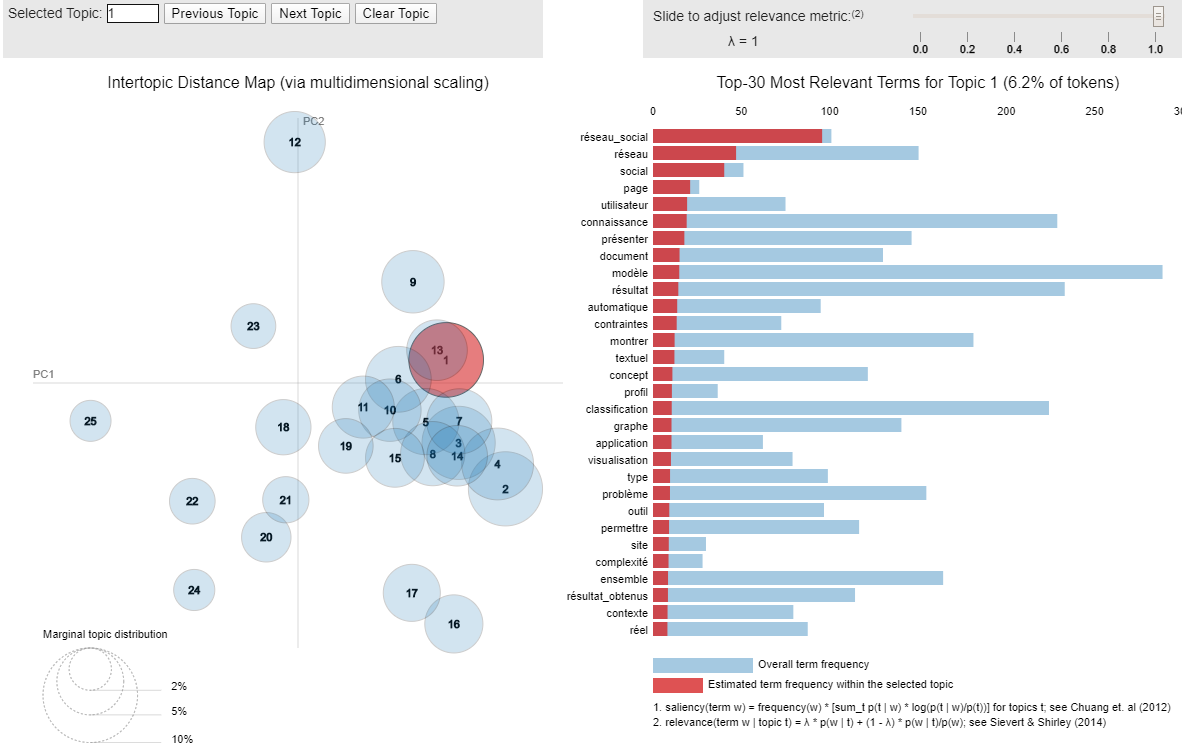 Selected Topic: 1 Previous Topic Next Topic Clear Topic
Slide to adjust relevance metric:(2)
λ = 1
0.0 0.2 0.4 0.6 0.8 1.0
Intertopic Distance Map (via multidimensional scaling)
PC2
PC1
12
9
23
13
1
6
11
10
25
18
5
7
19
3
15
8
14
4
2
22
21
20
24
17
16
Marginal topic distribution
2%
5%
10%
Top-30 Most Relevant Terms for Topic 1 (6.2% of tokens)
0 50 100 150 200 250
réseau_social
réseau
social
page
utilisateur
connaissance
présenter
document
modèle
résultat
automatique
contraintes
montrer
textuel
concept
profil
classification
graphe
application
visualisation
type
problème
outil
permettre
site
complexité
ensemble
résultat_obtenus
contexte
réel
Overall term frequency
Estimated term frequency within the selected topic
1. saliency(term w) = frequency(w) * [sum_t p(t | w) * log(p(t | w)/p(t))] for topics t; see Chuang et. al (2012)
2. relevance(term w | topic t) = λ * p(w | t) + (1 - λ) * p(w | t)/p(w); see Sievert & Shirley (2014)